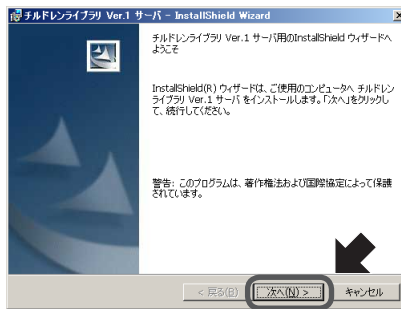 チルドレンライブラリ Ver.1 サーバ - InstallShield Wizard
チルドレンライブラリ Ver.1 サーバ用のInstallShield ウィザードへ
ようこそ
InstallShield(R) ウィザードは、ご使用のコンピュータへ チルドレン
ライブラリ Ver.1 サーバ をインストールします。「次へ」をクリックし
て、続行してください。
警告: このプログラムは、著作権法および国際協定によって保護
されています。
< 戻る(B) 次へ(N) > キャンセル